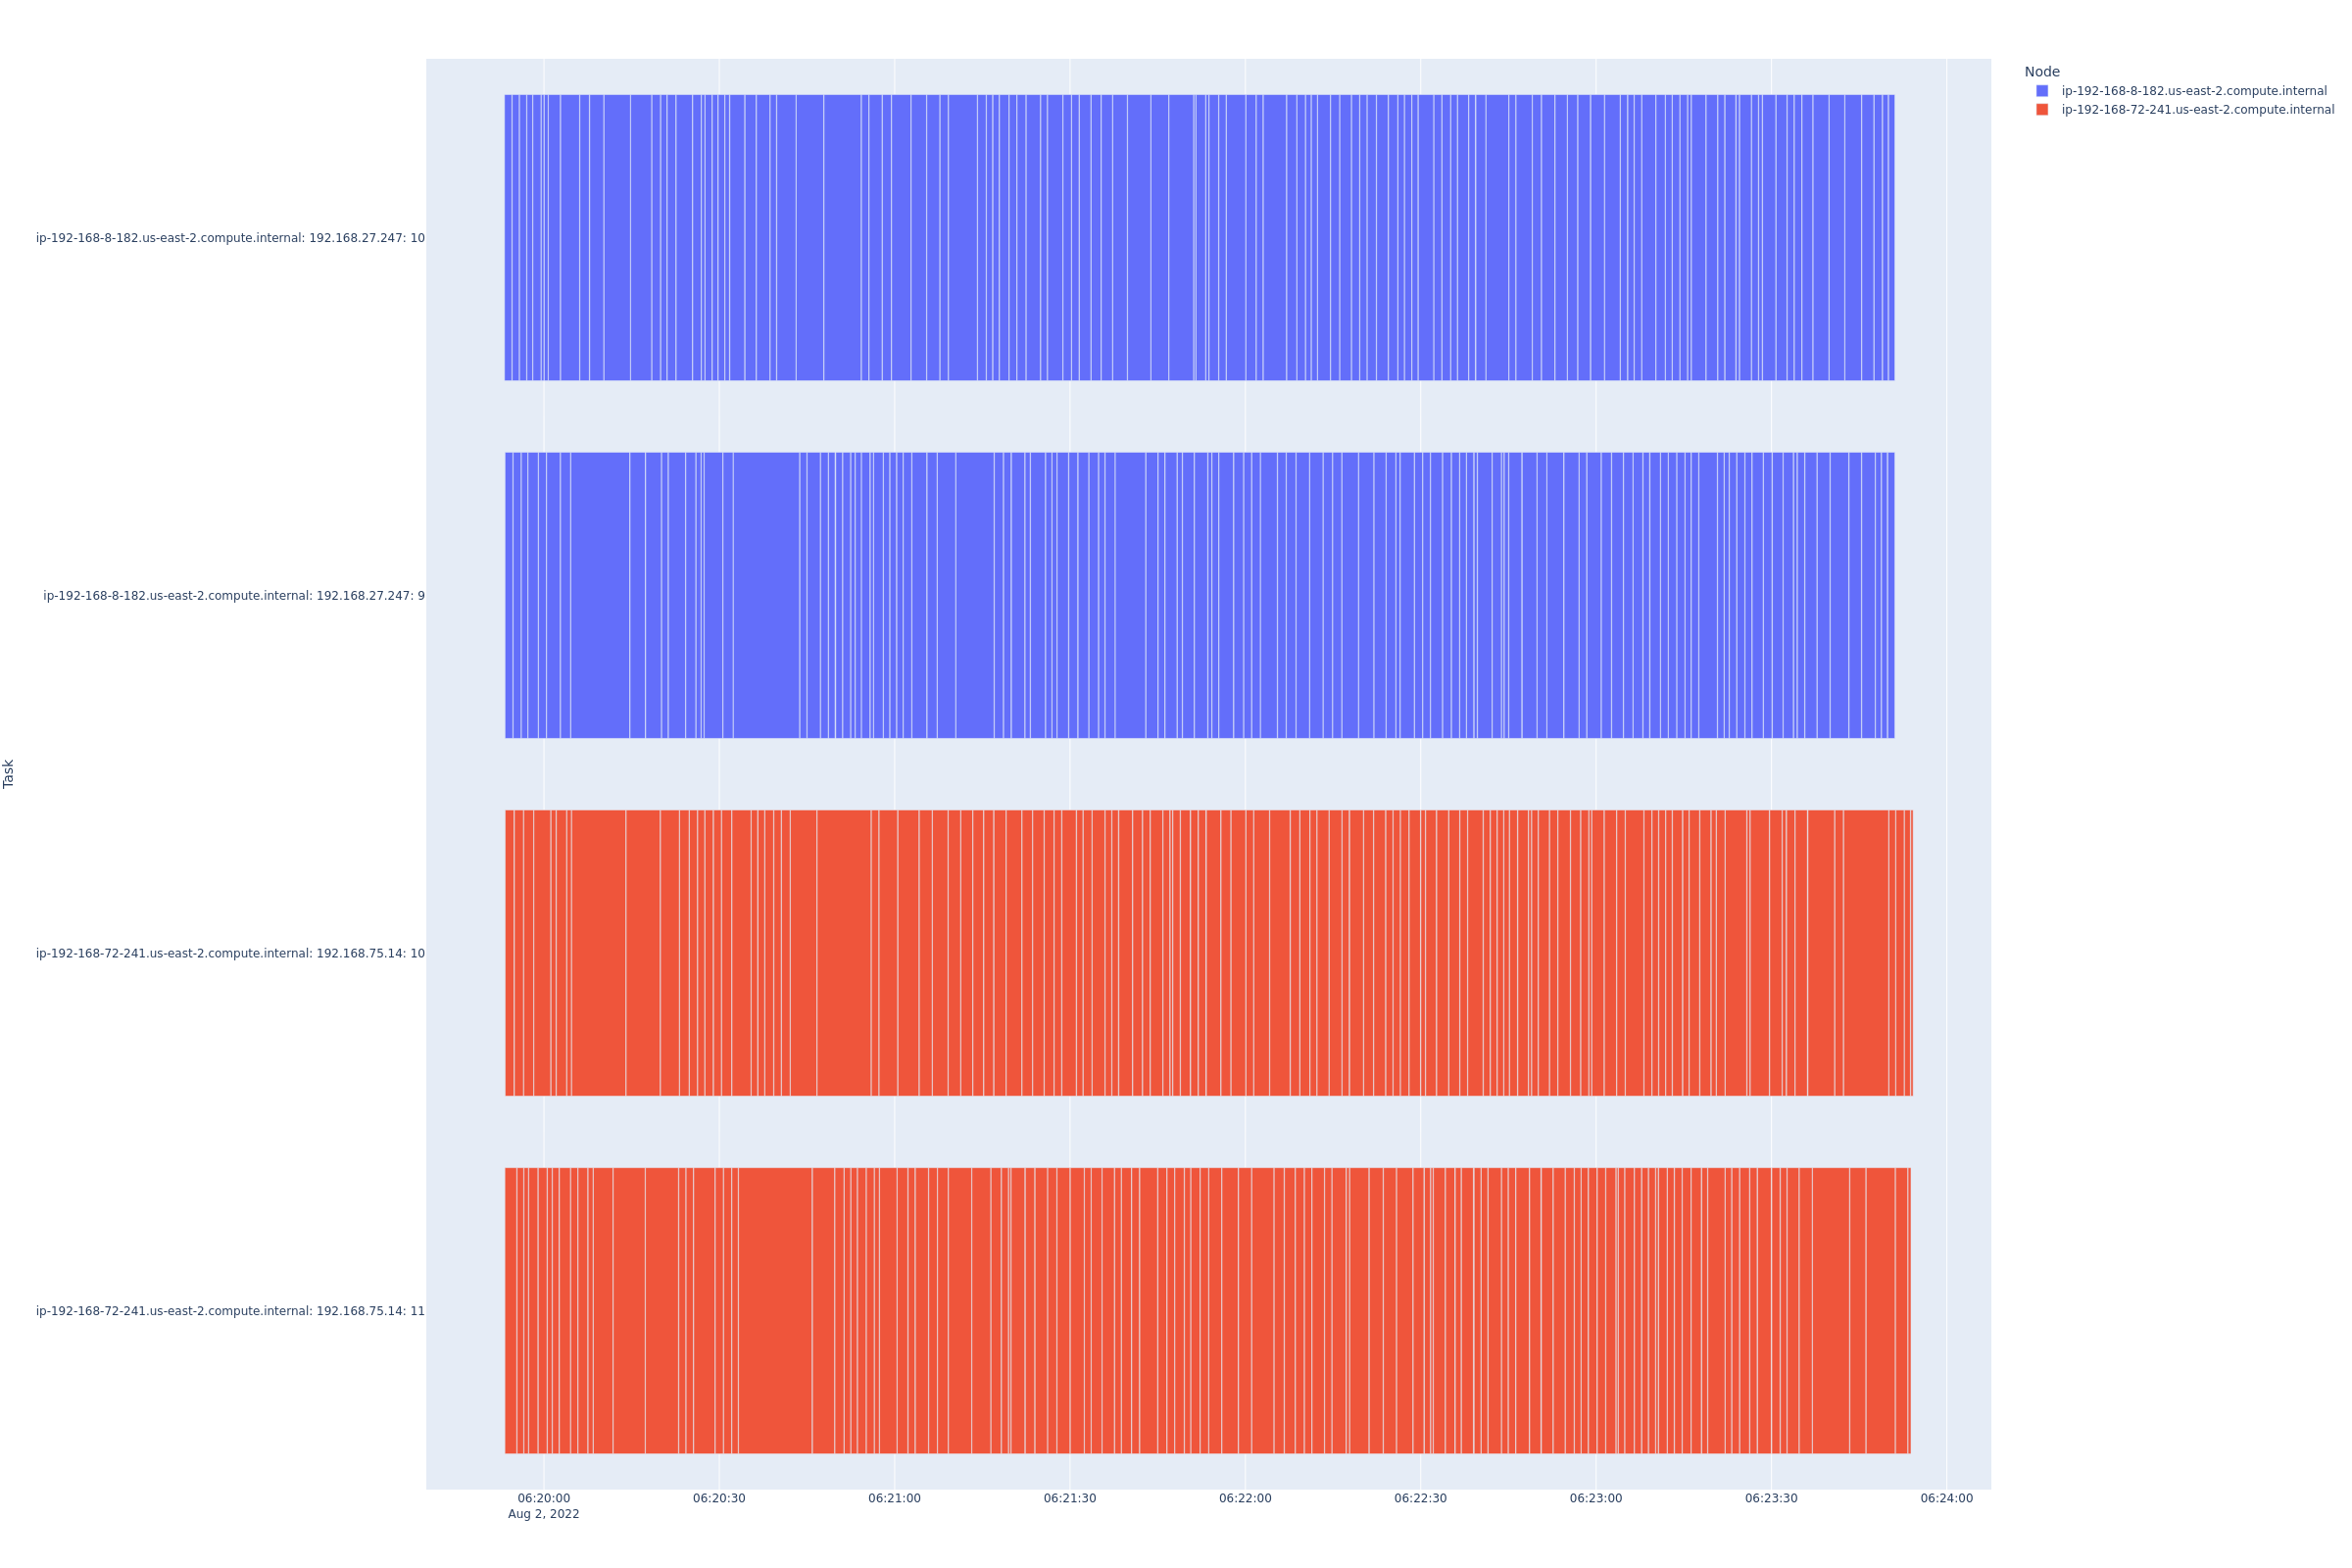 Node
ip-192-168-8-182.us-east-2.compute.internal
ip-192-168-72-241.us-east-2.compute.internal
ip-192-168-8-182.us-east-2.compute.internal: 192.168.27.247: 10
ip-192-168-8-182.us-east-2.compute.internal: 192.168.27.247: 9
Task
ip-192-168-72-241.us-east-2.compute.internal: 192.168.75.14: 10
ip-192-168-72-241.us-east-2.compute.internal: 192.168.75.14: 11
06:20:00 06:20:30 06:21:00 06:21:30 06:22:00 06:22:30 06:23:00 06:23:30 06:24:00
Aug 2, 2022